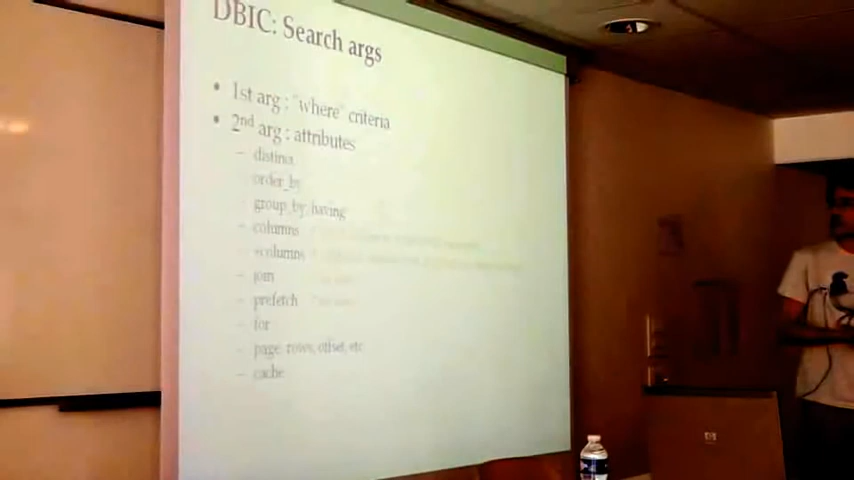 DBIC: Search args
• 1st arg : "where" criteria
• 2nd arg : attributes
– distinct
order_by
group_by, having
– columns
+columns
– join
– prefetch
– for
page, rows, offset, etc
– cache
hp